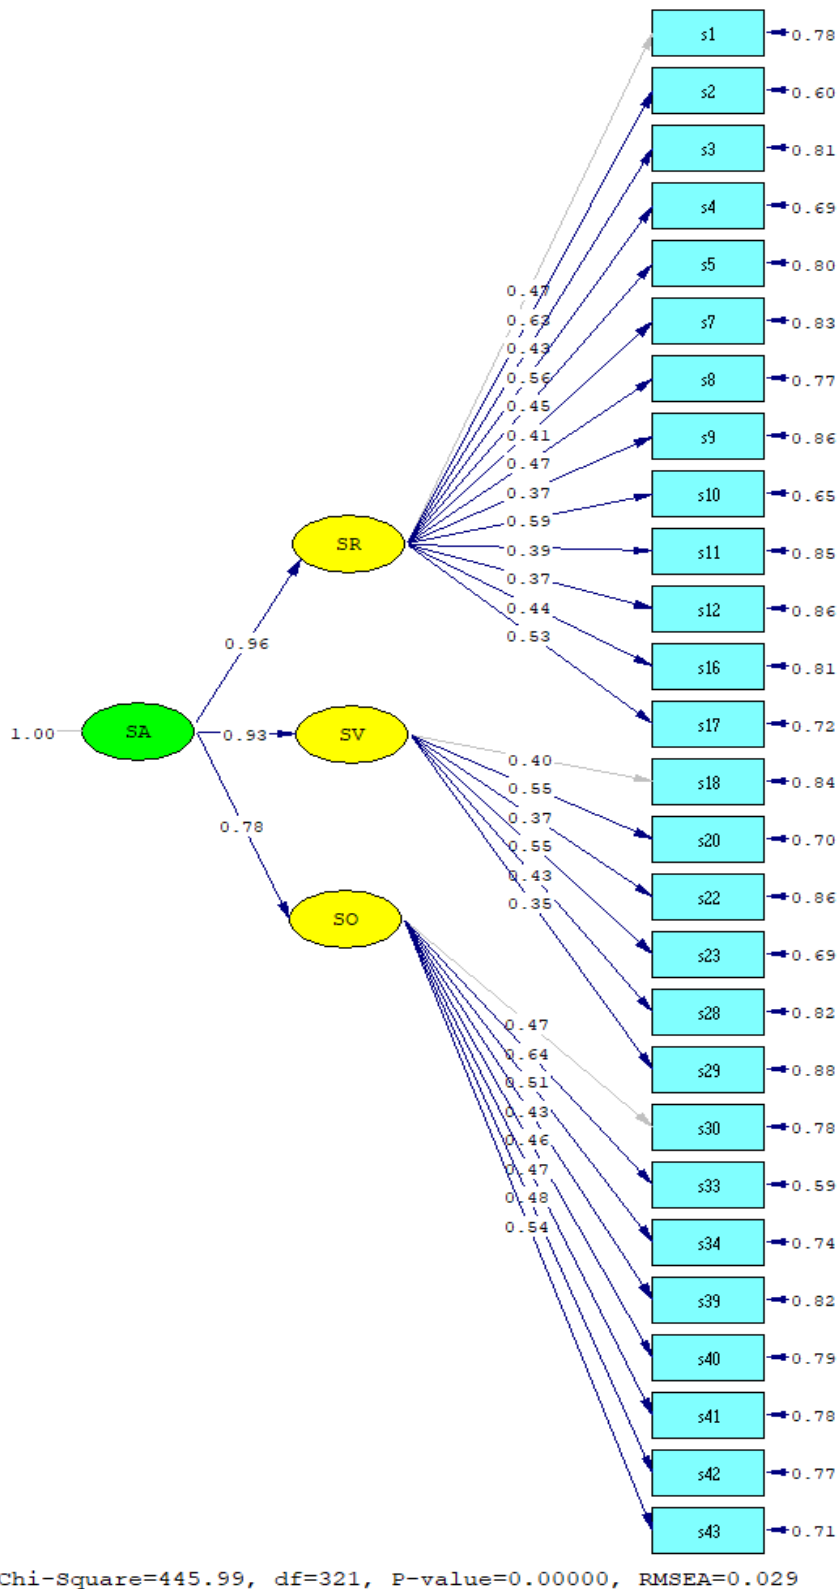 s1 0.78
s2 0.60
s3 0.81
s4 0.69
s5 0.80
0.47
0.63 s7 0.83
0.43
0.56 s8 0.77
0.45
0.41 s9 0.86
0.47
0.37 s10 0.65
0.59
SR 0.39 s11 0.85
0.37
0.44 s12 0.86
0.53
0.96 s16 0.81
1.00 SA 0.93 SV s17 0.72
0.40 s18 0.84
0.55
0.78 0.37 s20 0.70
0.55
0.43 s22 0.86
0.35
SO s23 0.69
s28 0.82
0.47
0.64 s29 0.88
0.51
0.43 s30 0.78
0.46
0.47 s33 0.59
0.48
0.54 s34 0.74
s39 0.82
s40 0.79
s41 0.78
s42 0.77
s43 0.71
Chi-Square=445.99, df=321, P-value=0.00000, RMSEA=0.029